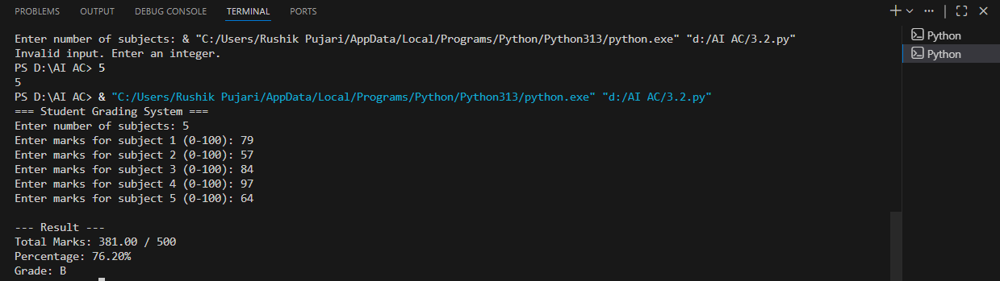 PROBLEMS OUTPUT DEBUG CONSOLE TERMINAL PORTS
Enter number of subjects: & "C:/Users/Rushik Pujari/AppData/Local/Programs/Python/Python313/python.exe" "d:/AI AC/3.2.py"
Invalid input. Enter an integer.
PS D:\AI AC> 5
5
PS D:\AI AC> & "C:/Users/Rushik Pujari/AppData/Local/Programs/Python/Python313/python.exe" "d:/AI AC/3.2.py"
=== Student Grading System ===
Enter number of subjects: 5
Enter marks for subject 1 (0-100): 79
Enter marks for subject 2 (0-100): 57
Enter marks for subject 3 (0-100): 84
Enter marks for subject 4 (0-100): 97
Enter marks for subject 5 (0-100): 64

--- Result ---
Total Marks: 381.00 / 500
Percentage: 76.20%
Grade: B
Python
Python